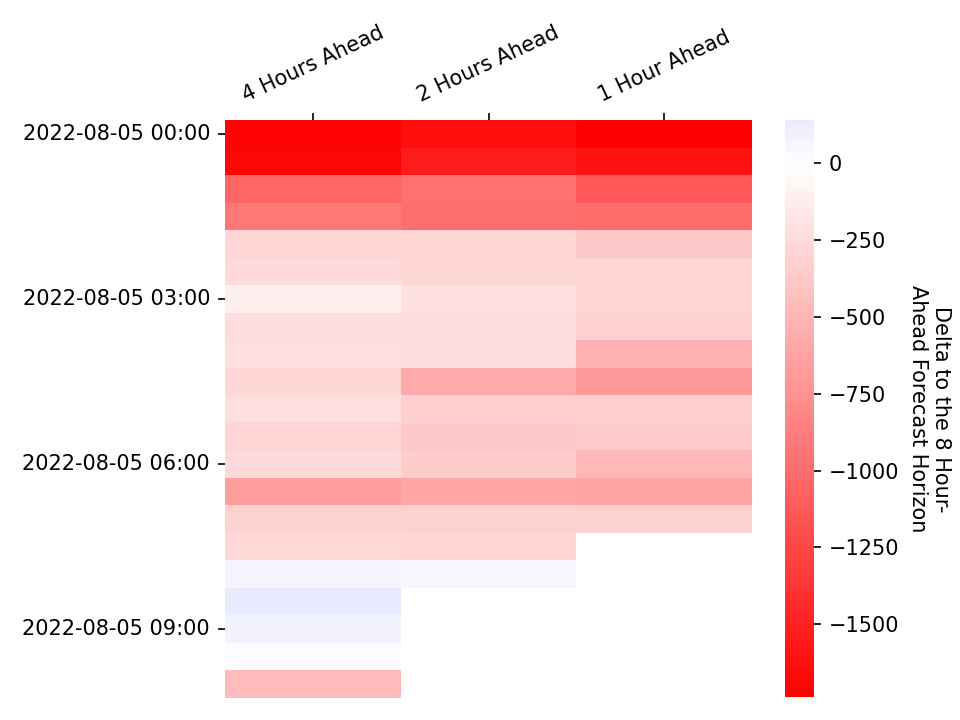 4 Hours Ahead
2 Hours Ahead
1 Hour Ahead
2022-08-05 00:00
2022-08-05 03:00
2022-08-05 06:00
2022-08-05 09:00
0
−250
−500
−750
−1000
−1250
−1500
Delta to the 8 Hour-
Ahead Forecast Horizon